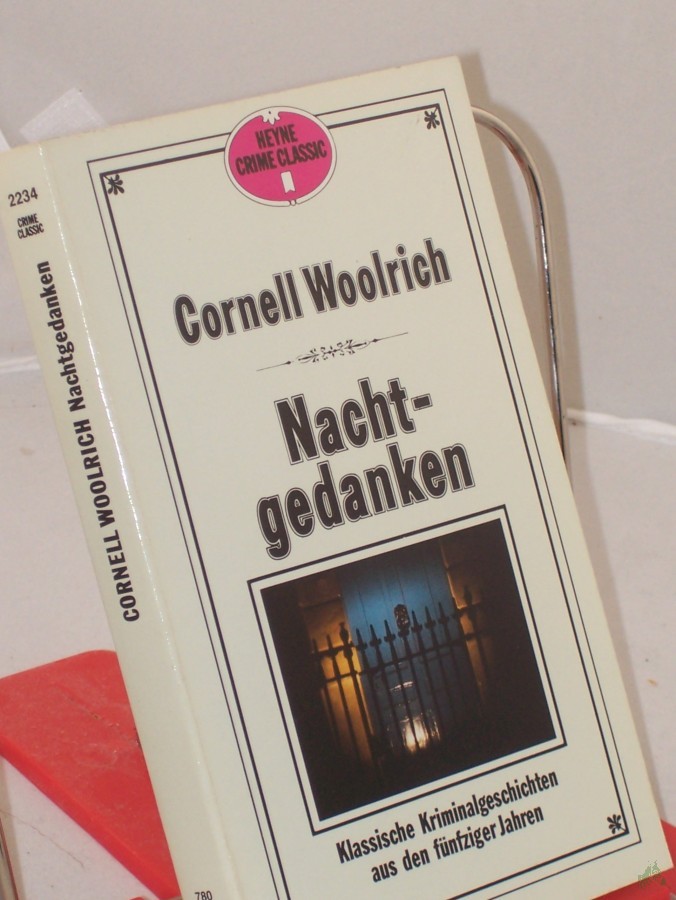 2234
CRIME
CLASSIC
CORNELL WOOLRICH Nachtgedanken
780
HEYNE
CRIME CLASSIC
Cornell Woolrich
Nacht-
gedanken
Klassische Kriminalgeschichten
aus den fünfziger Jahren